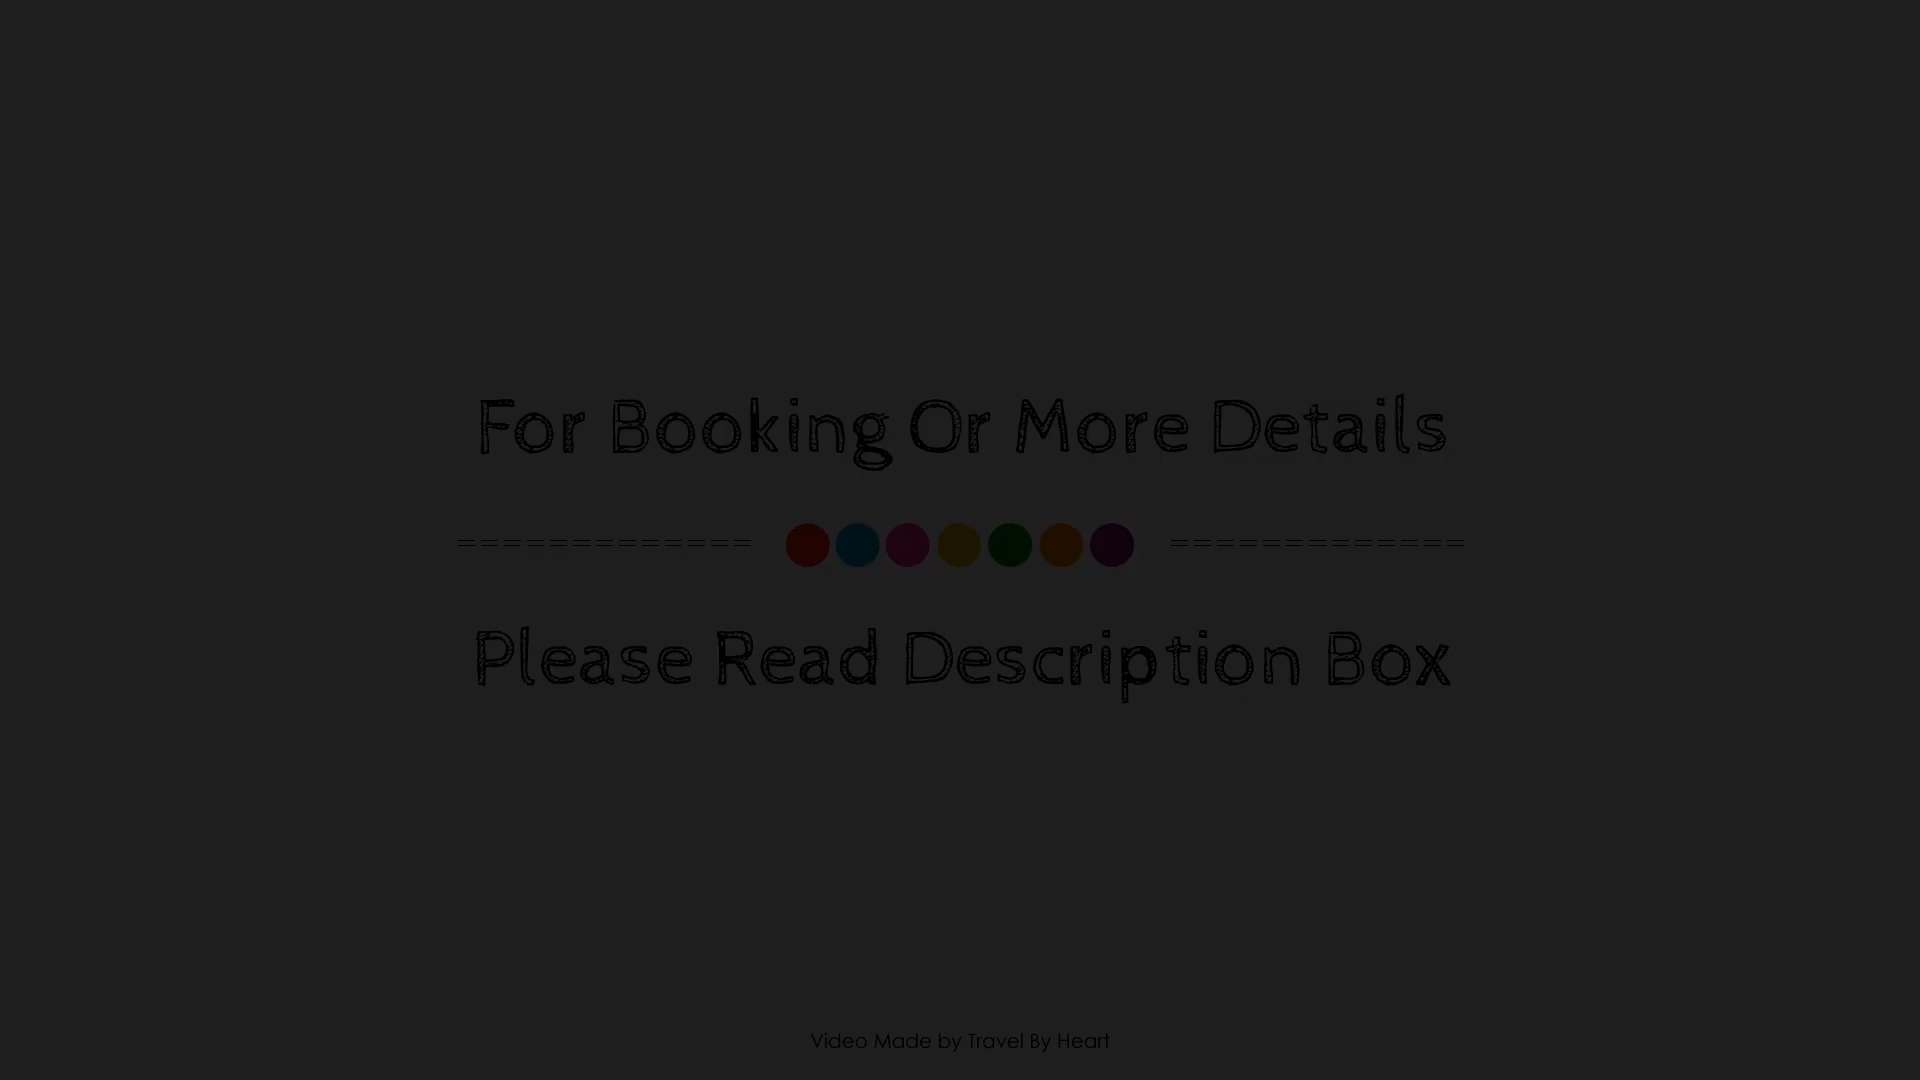 For Booking Or More Details
============= =============
Please Read Description Box
Video Made by Travel By Heart